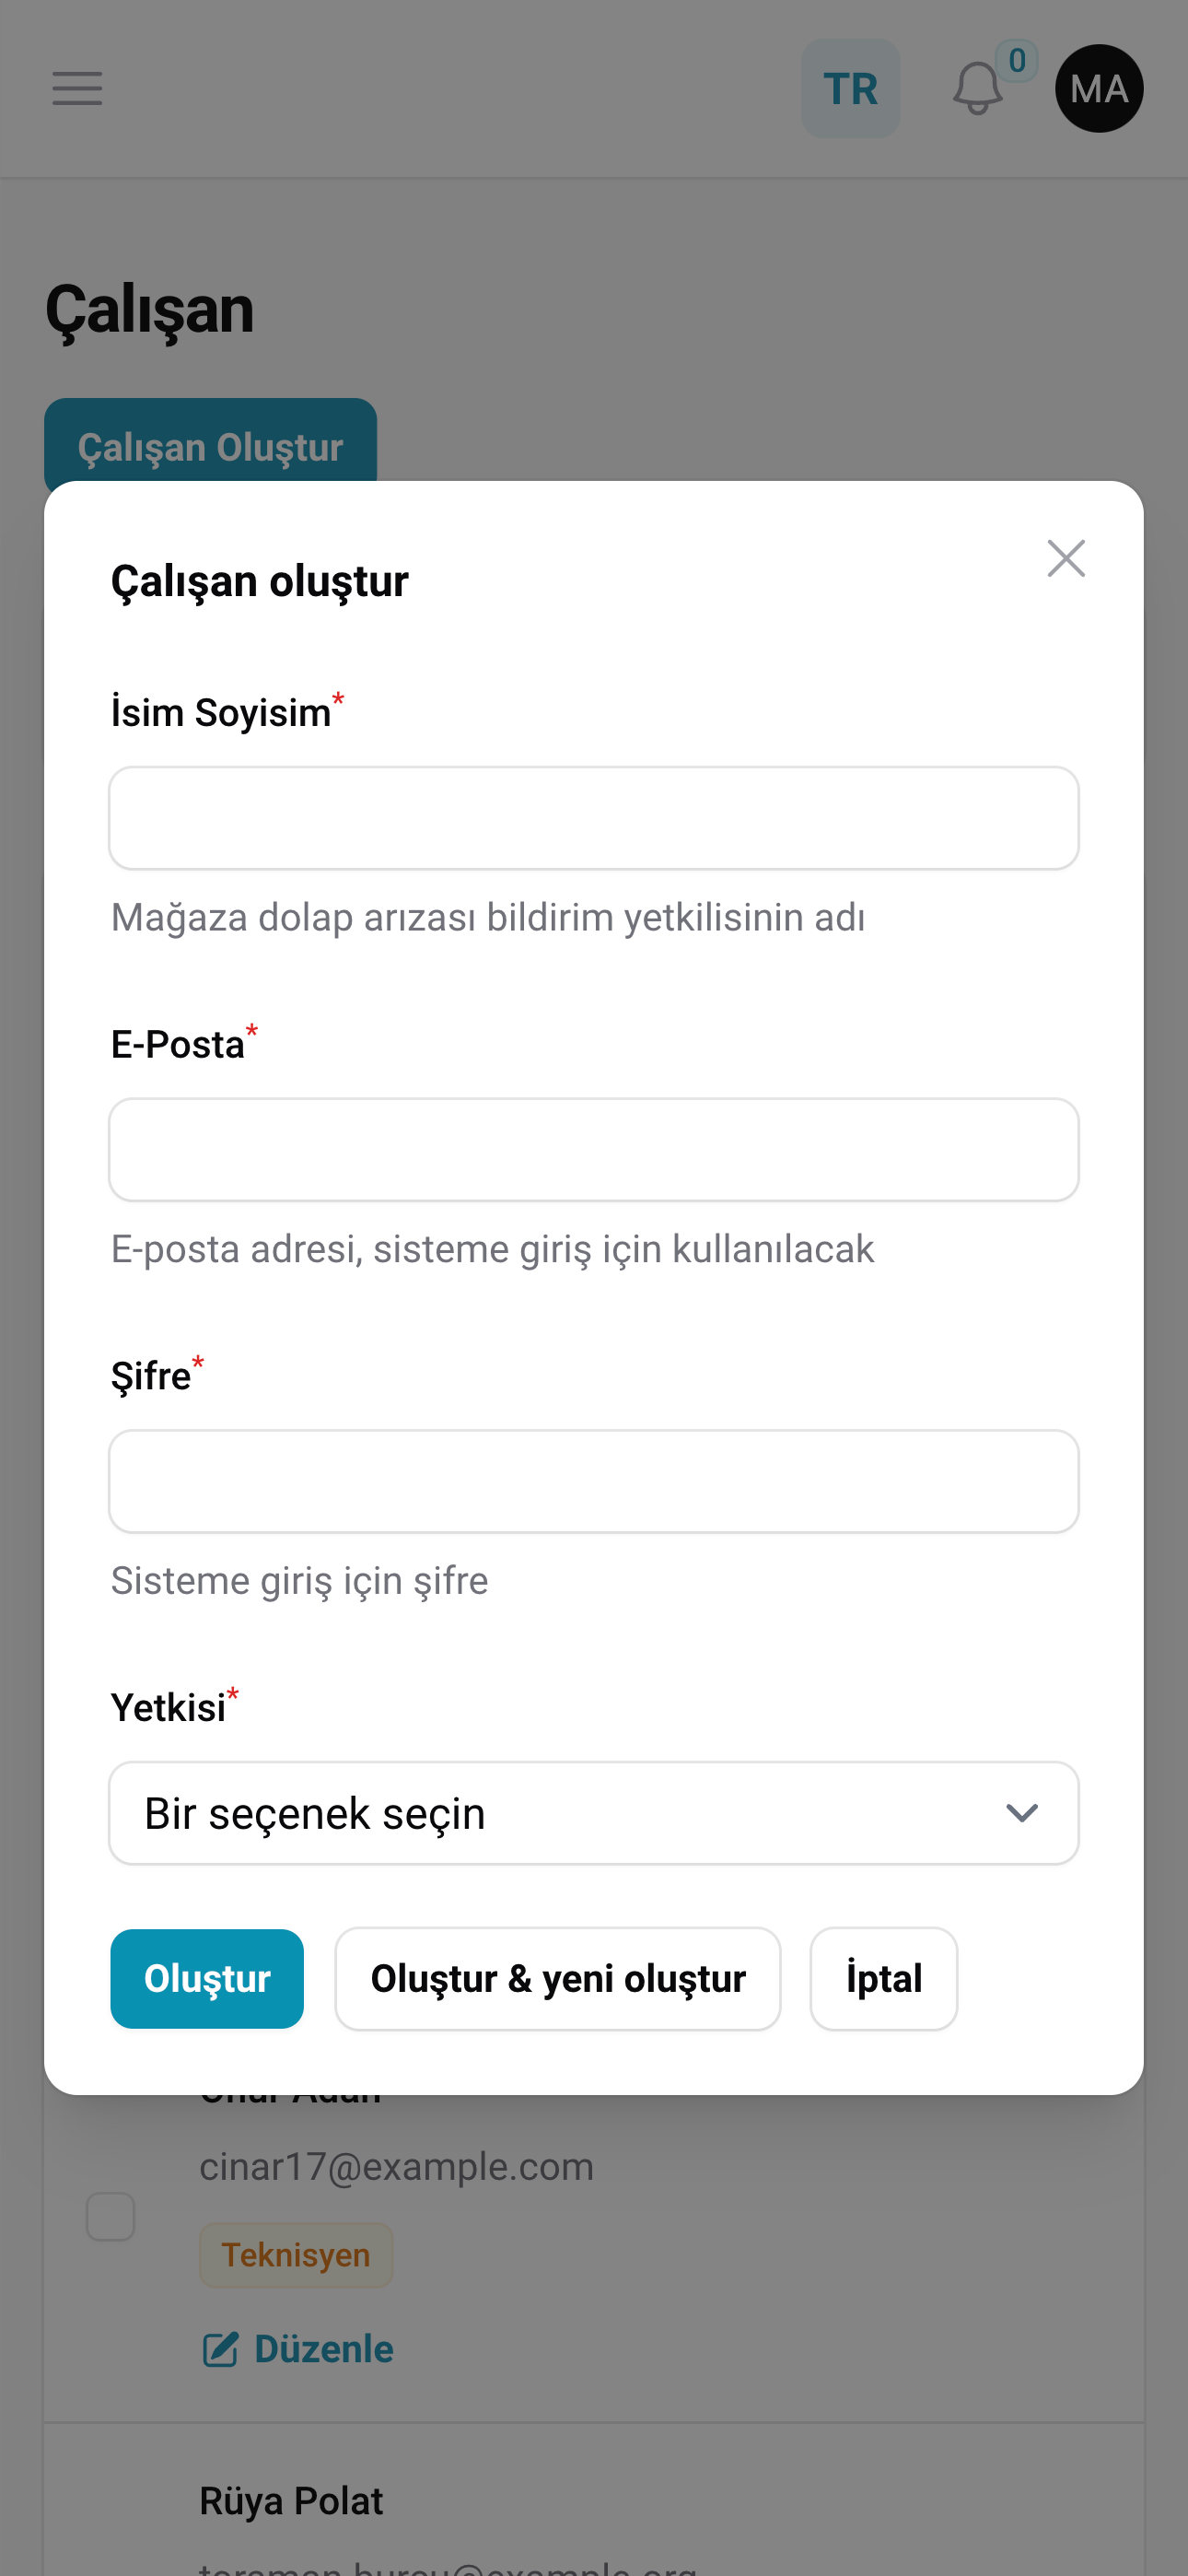 TR
0
MA
Çalışan
Çalışan Oluştur
Çalışan oluştur
İsim Soyisim*
Mağaza dolap arızası bildirim yetkilisinin adı
E-Posta*
E-posta adresi, sisteme giriş için kullanılacak
Şifre*
Sisteme giriş için şifre
Yetkisi*
Bir seçenek seçin
Oluştur
Oluştur & yeni oluştur
İptal
cinar17@example.com
Teknisyen
Düzenle
Rüya Polat